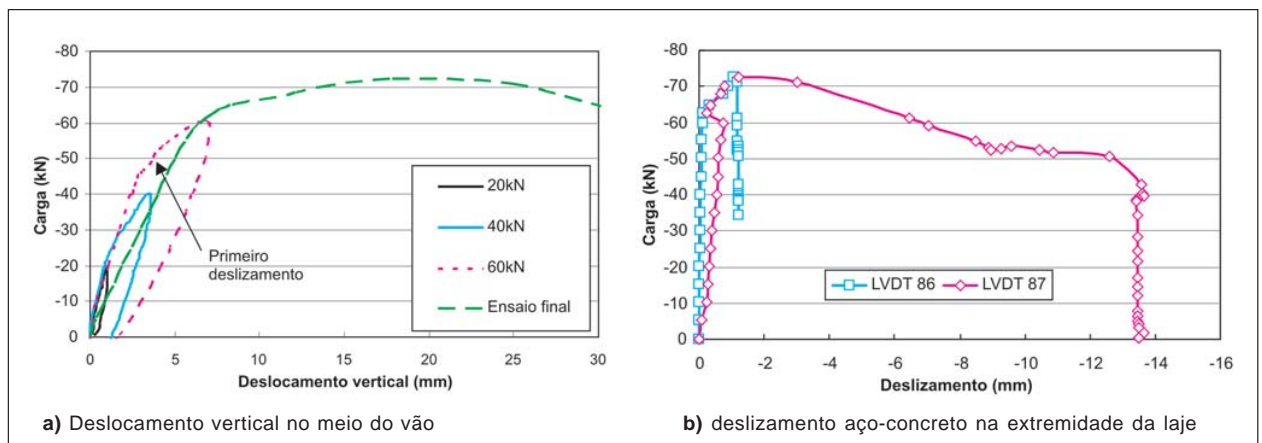 -80
-70
-60
-50
-40
-30
-20
-10
0
Carga (kN)
0
5
10
15
20
25
30
Deslocamento vertical (mm)
Primeiro
deslizamento
20kN
40kN
60kN
Ensaio final
a) Deslocamento vertical no meio do vão
-80
-70
-60
-50
-40
-30
-20
-10
0
Carga (kN)
0
-2
-4
-6
-8
-10
-12
-14
-16
Deslizamento (mm)
LVDT 86
LVDT 87
b) deslizamento aço-concreto na extremidade da laje